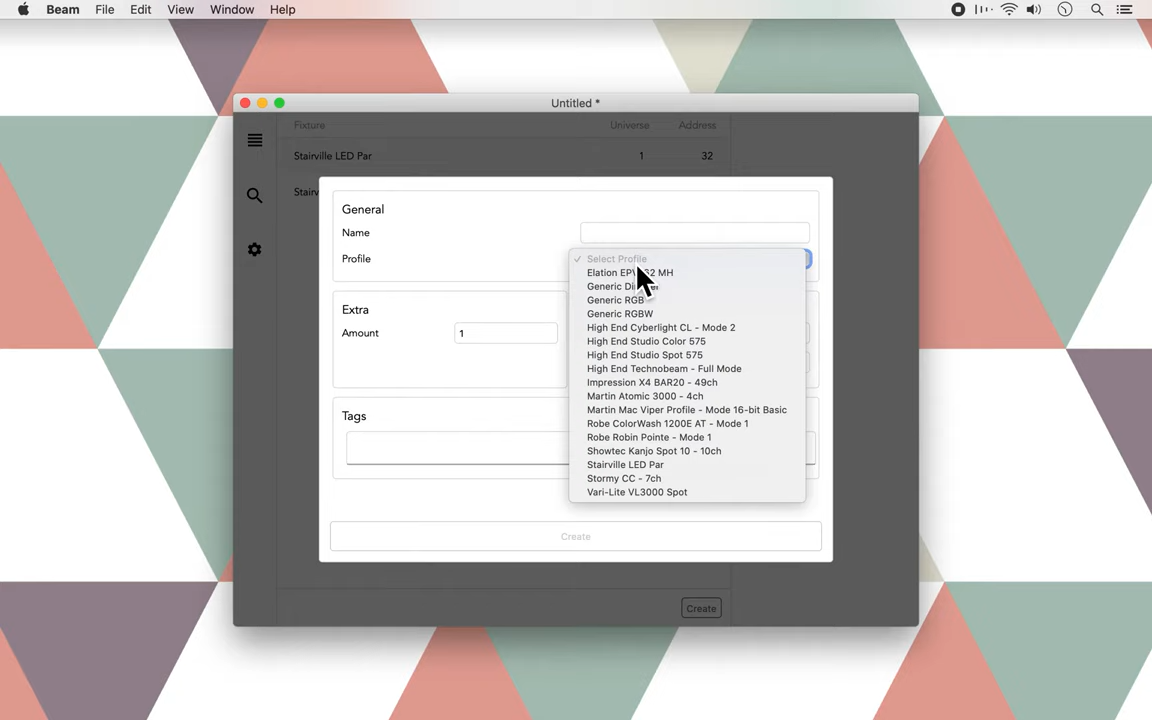 Beam File Edit View Window Help
Untitled *
Fixture Universe Address
Stairville LED Par 1 32
General
Name
Profile
✓ Select Profile
MH
Generic
Generic RGB
Generic RGBW
High End Cyberlight CL - Mode 2
High End Studio Color 575
High End Studio Spot 575
High End Technobeam - Full Mode
Impression X4 BAR20 - 49ch
Martin Atomic 3000 - 4ch
Martin Mac Viper Profile - Mode 16-bit Basic
Robe ColorWash 1200E AT - Mode 1
Robe Robin Pointe - Mode 1
Showtec Kanjo Spot 10 - 10ch
Stairville LED Par
Stormy CC - 7ch
Vari-Lite VL3000 Spot
Extra
Amount 1
Tags
Create
Create